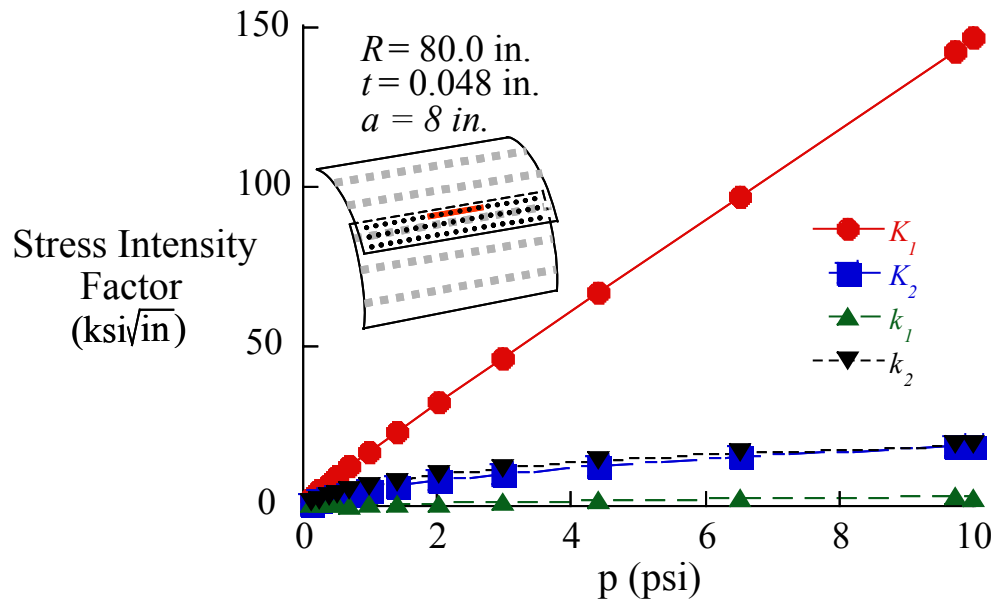 150
R = 80.0 in.
t = 0.048 in.
a = 8 in.
100
Stress Intensity
Factor
(ksi√in)
K1
K2
k1
k2
50
0
0 2 4 6 8 10
p (psi)